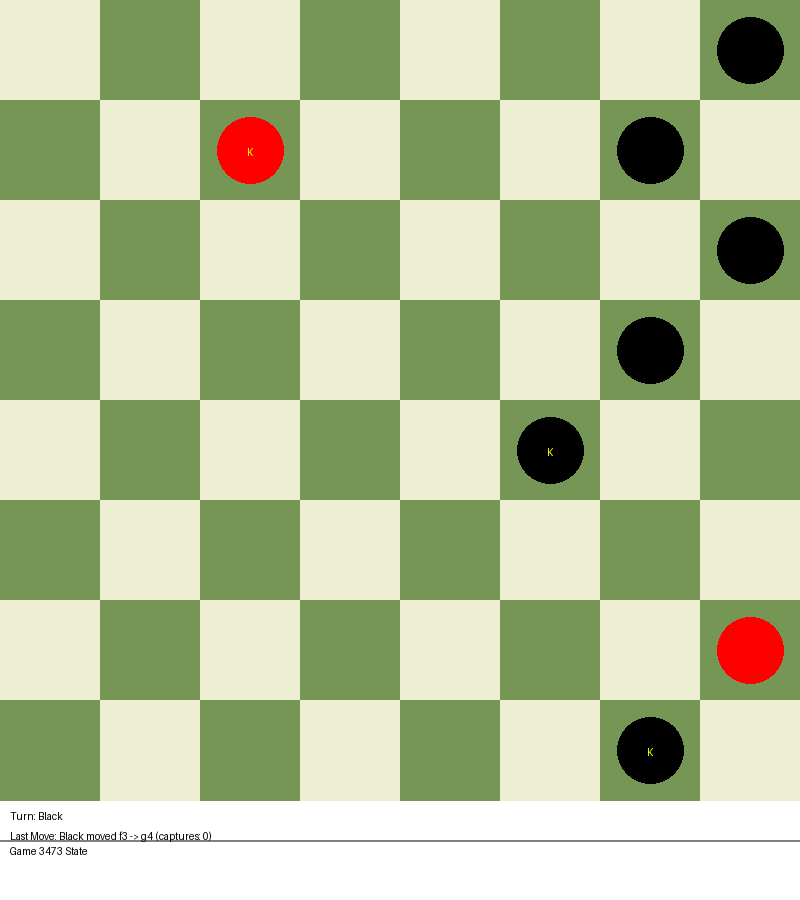 K
K
K
Turn: Black
Last Move: Black moved f3 -> g4 (captures: 0)
Game 3473 State